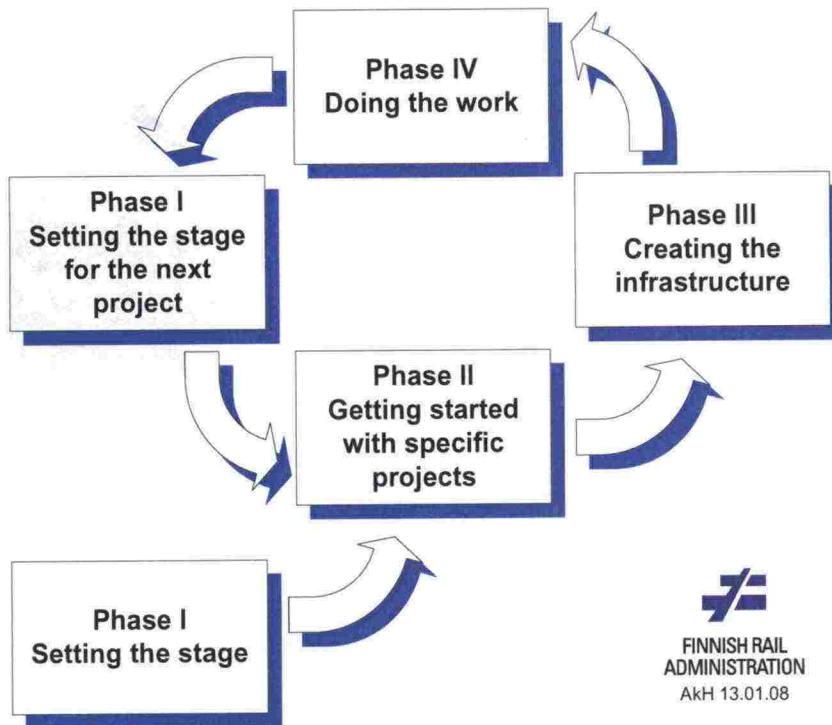 Phase IV
Doing the work
Phase I
Setting the stage
for the next
project
Phase III
Creating the
infrastructure
Phase II
Getting started
with specific
projects
Phase I
Setting the stage
FINNISH RAIL
ADMINISTRATION
AkH 13.01.08